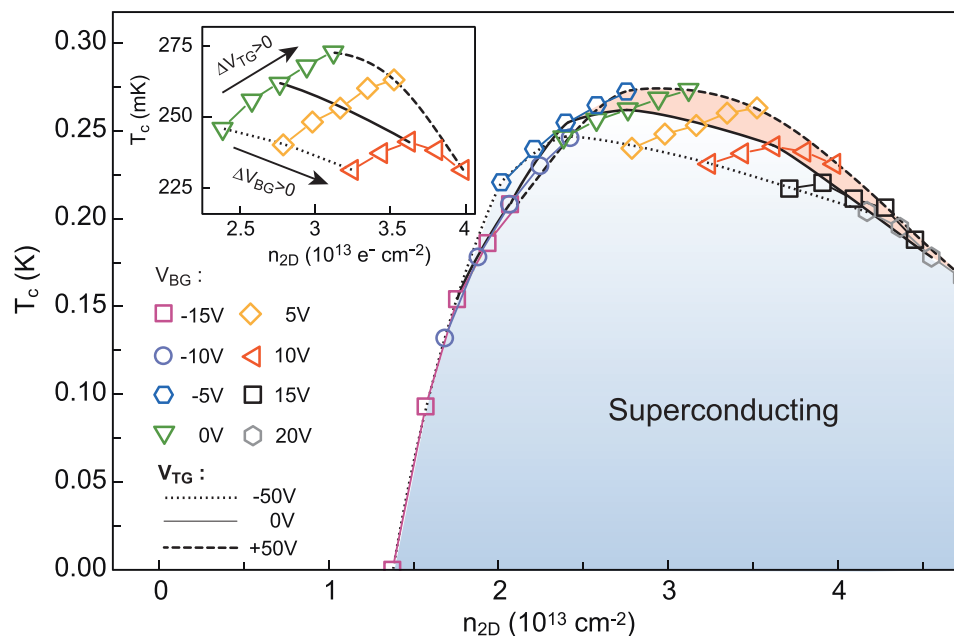 0.30
0.25
0.20
0.15
0.10
0.05
0.00
T_c (K)
275
250
225
T_c (mK)
ΔV_TG>0
ΔV_BG>0
2.5 3 3.5 4
n_2D (10^13 e^- cm^-2)
V_BG :
-15V 5V
-10V 10V
-5V 15V
0V 20V
V_TG :
-50V
0V
+50V
Superconducting
0 1 2 3 4
n_2D (10^13 cm^-2)